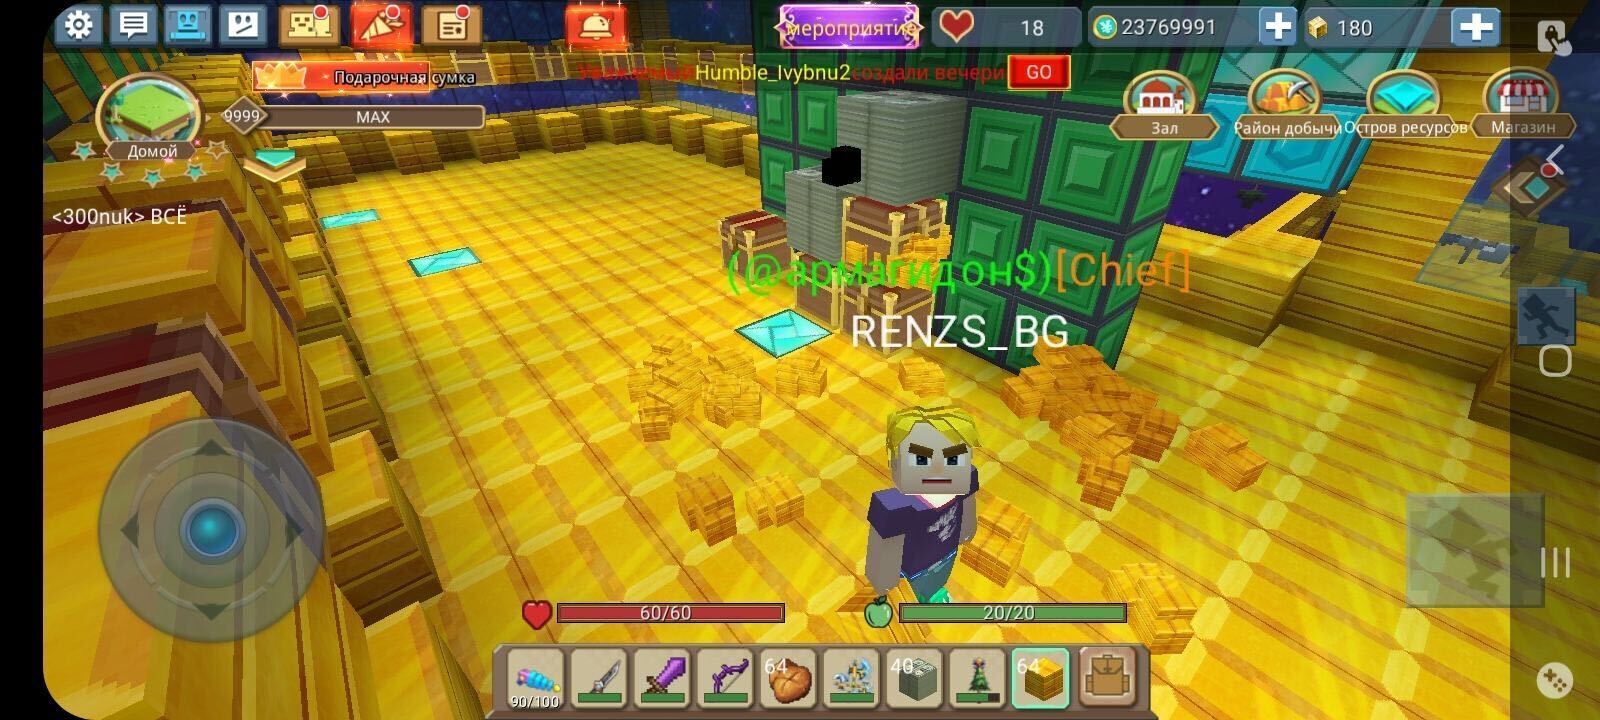 мероприятие
18
23769991
180
Подарочная сумка
Уважаемый Humble_Ivybnu2 создали вечери
GO
9999
MAX
Домой
Зал
Район добычи
Остров ресурсов
Магазин
<300nuk> ВСЁ
(@армагидон$)[Chief]
RENZS_BG
60/60
20/20
90/100
64
40
64